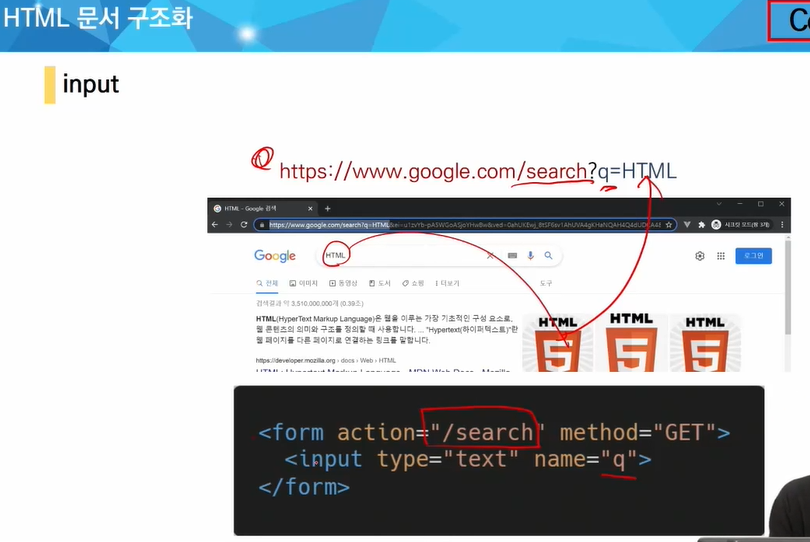 HTML 문서 구조화
input
https://www.google.com/search?q=HTML
HTML - Google 검색
Google
HTML
로그인
전체 이미지 동영상 도서 쇼핑 더보기 도구
검색결과 약 3,510,000,000개 (0.39초)
HTML(HyperText Markup Language)은 웹을 이루는 가장 기초적인 구성 요소로,
웹 콘텐츠의 의미와 구조를 정의할 때 사용합니다. ... "Hypertext(하이퍼텍스트)"란
웹 페이지를 다른 페이지로 연결하는 링크를 말합니다.
https://developer.mozilla.org › docs › Web › HTML
HTML HTML HTML
5 5 5
<form action="/search" method="GET">
<input type="text" name="q">
</form>